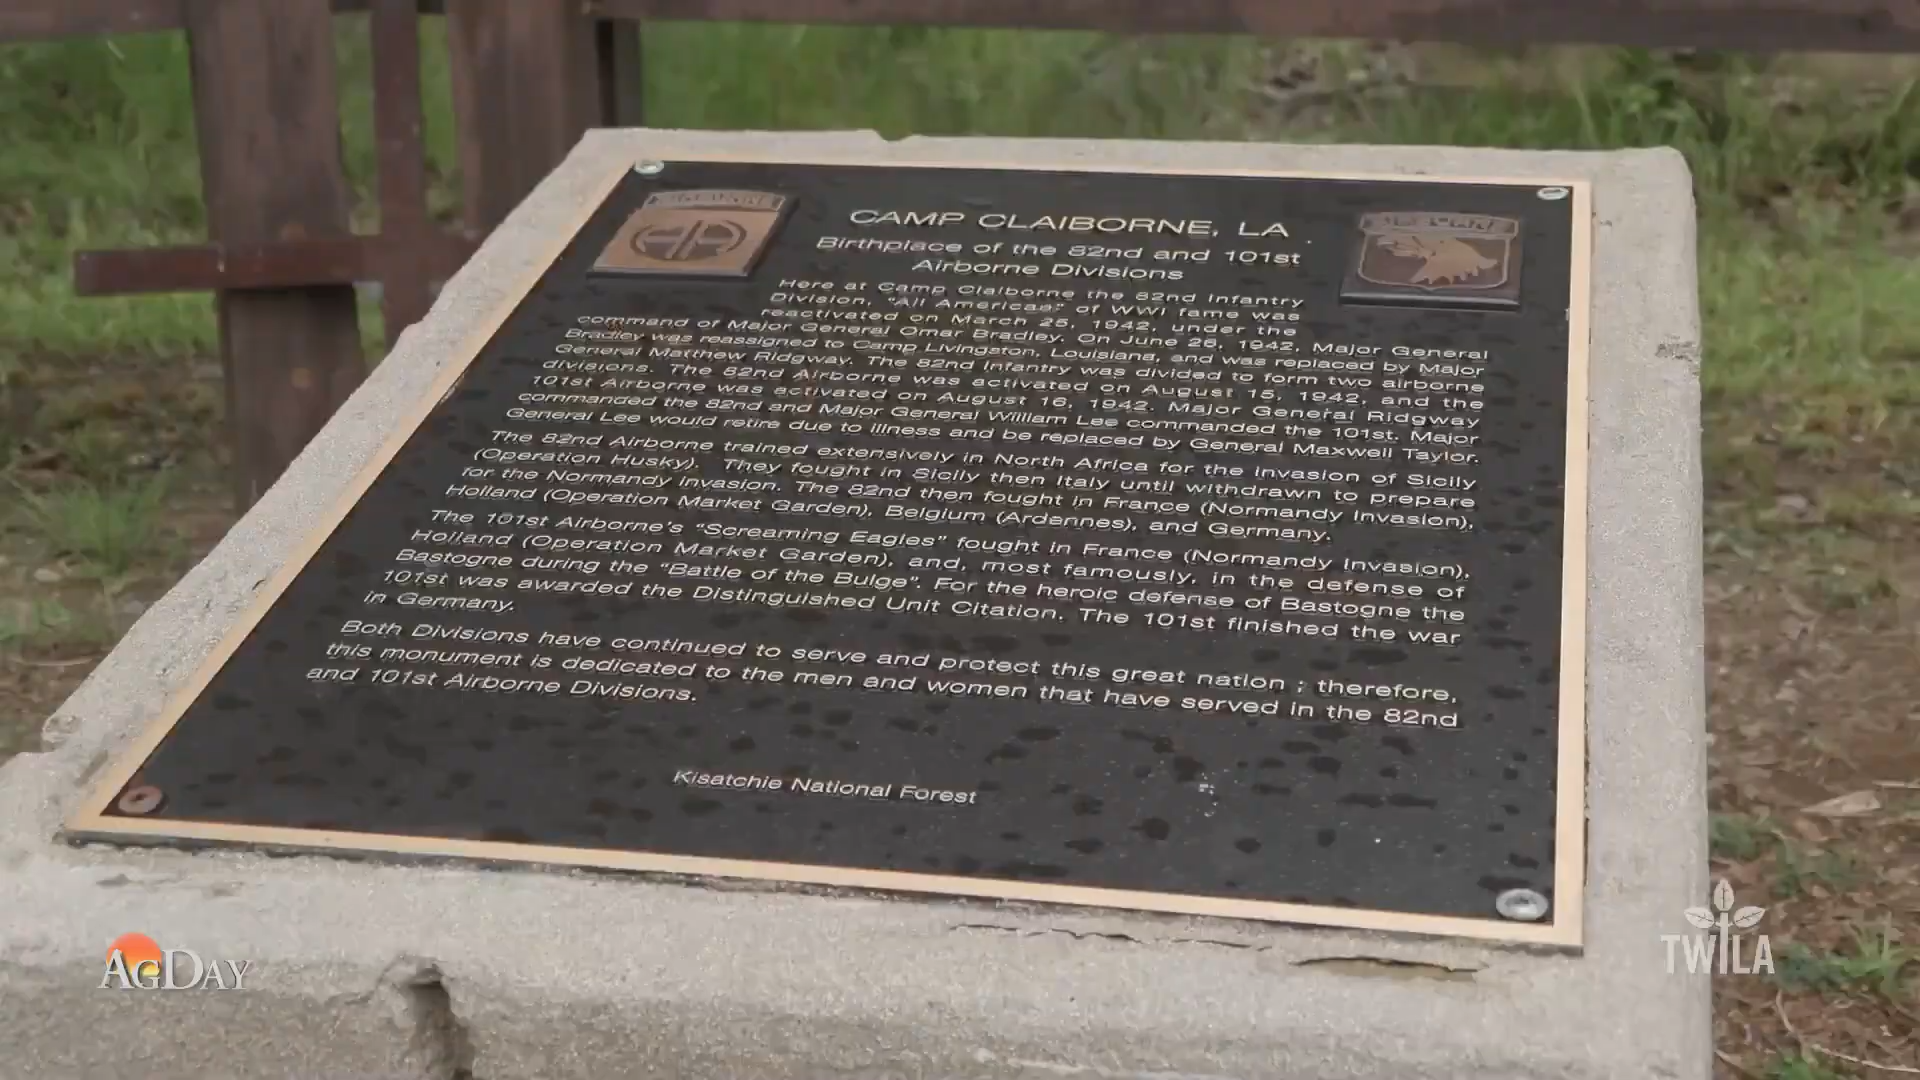 AIRBORNE
AIRBORNE
CAMP CLAIBORNE, LA
Birthplace of the 82nd and 101st
Airborne Divisions
Here at Camp Claiborne the 82nd Infantry
Division, "All American" of WWI fame was
reactivated on March 25, 1942, under the
command of Major General Omar Bradley. On June 26, 1942, Major General
Bradley was reassigned to Camp Livingston, Louisiana, and was replaced by Major
General Matthew Ridgway. The 82nd Infantry was divided to form two airborne
divisions. The 82nd Airborne was activated on August 15, 1942, and the
101st Airborne was activated on August 16, 1942. Major General Ridgway
commanded the 82nd and Major General William Lee commanded the 101st. Major
General Lee would retire due to illness and be replaced by General Maxwell Taylor.
The 82nd Airborne trained extensively in North Africa for the invasion of Sicily
(Operation Husky). They fought in Sicily then Italy until withdrawn to prepare
for the Normandy invasion. The 82nd then fought in France (Normandy Invasion),
Holland (Operation Market Garden), Belgium (Ardennes), and Germany.
The 101st Airborne's "Screaming Eagles" fought in France (Normandy Invasion),
Holland (Operation Market Garden), and, most famously, in the defense of
Bastogne during the "Battle of the Bulge". For the heroic defense of Bastogne the
101st was awarded the Distinguished Unit Citation. The 101st finished the war
in Germany.
Both Divisions have continued to serve and protect this great nation ; therefore,
this monument is dedicated to the men and women that have served in the 82nd
and 101st Airborne Divisions.
Kisatchie National Forest
AGDAY
TWILA